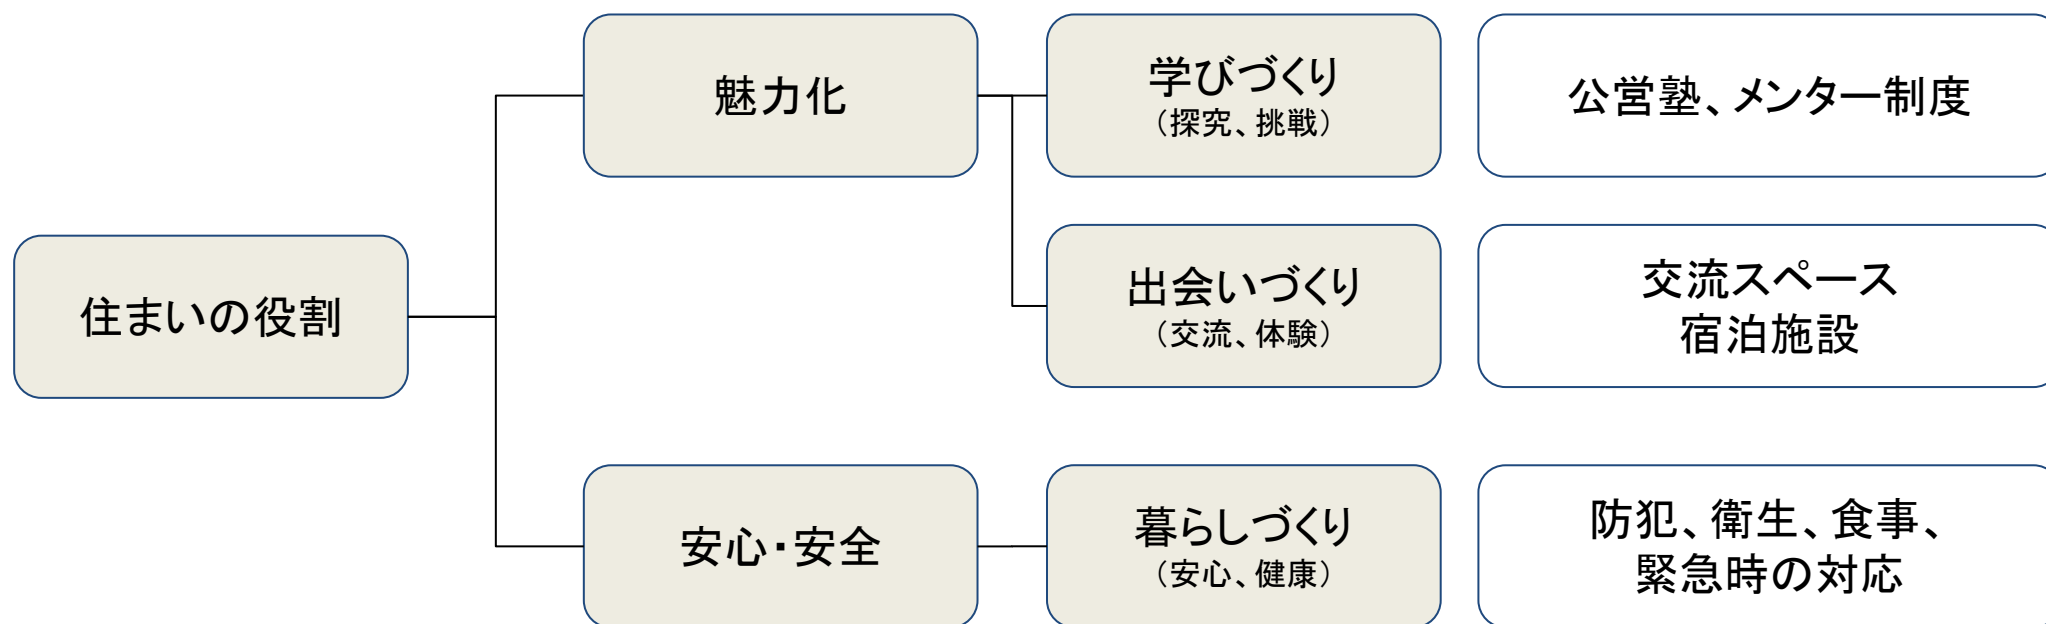 住まいの役割
魅力化
学びづくり
（探究、挑戦）
公営塾、メンター制度
出会いづくり
（交流、体験）
交流スペース
宿泊施設
安心・安全
暮らしづくり
（安心、健康）
防犯、衛生、食事、
緊急時の対応